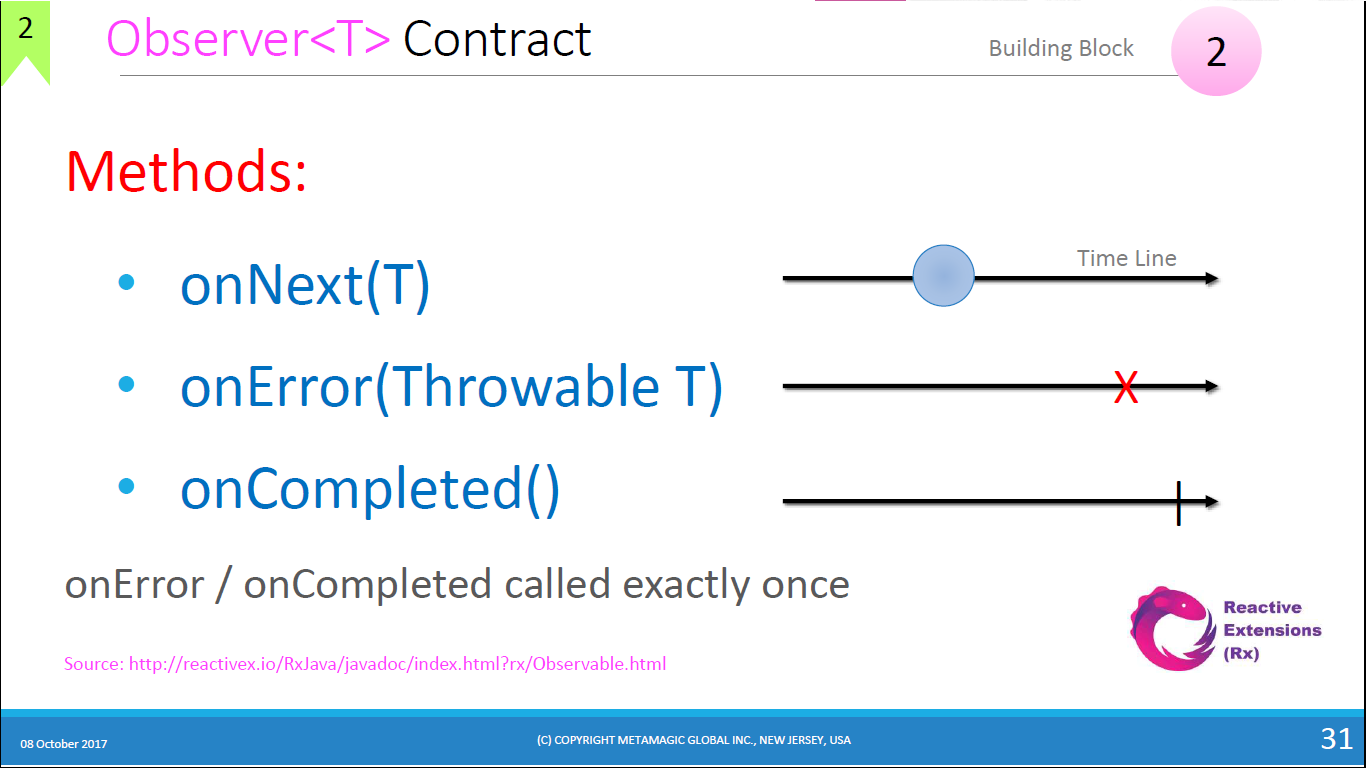 2
Observer<T> Contract
Building Block
2
Methods:
• onNext(T)
Time Line
• onError(Throwable T)
X
• onCompleted()
onError / onCompleted called exactly once
Reactive
Extensions
(Rx)
Source: http://reactivex.io/RxJava/javadoc/index.html?rx/Observable.html
08 October 2017
(C) COPYRIGHT METAMAGIC GLOBAL INC., NEW JERSEY, USA
31